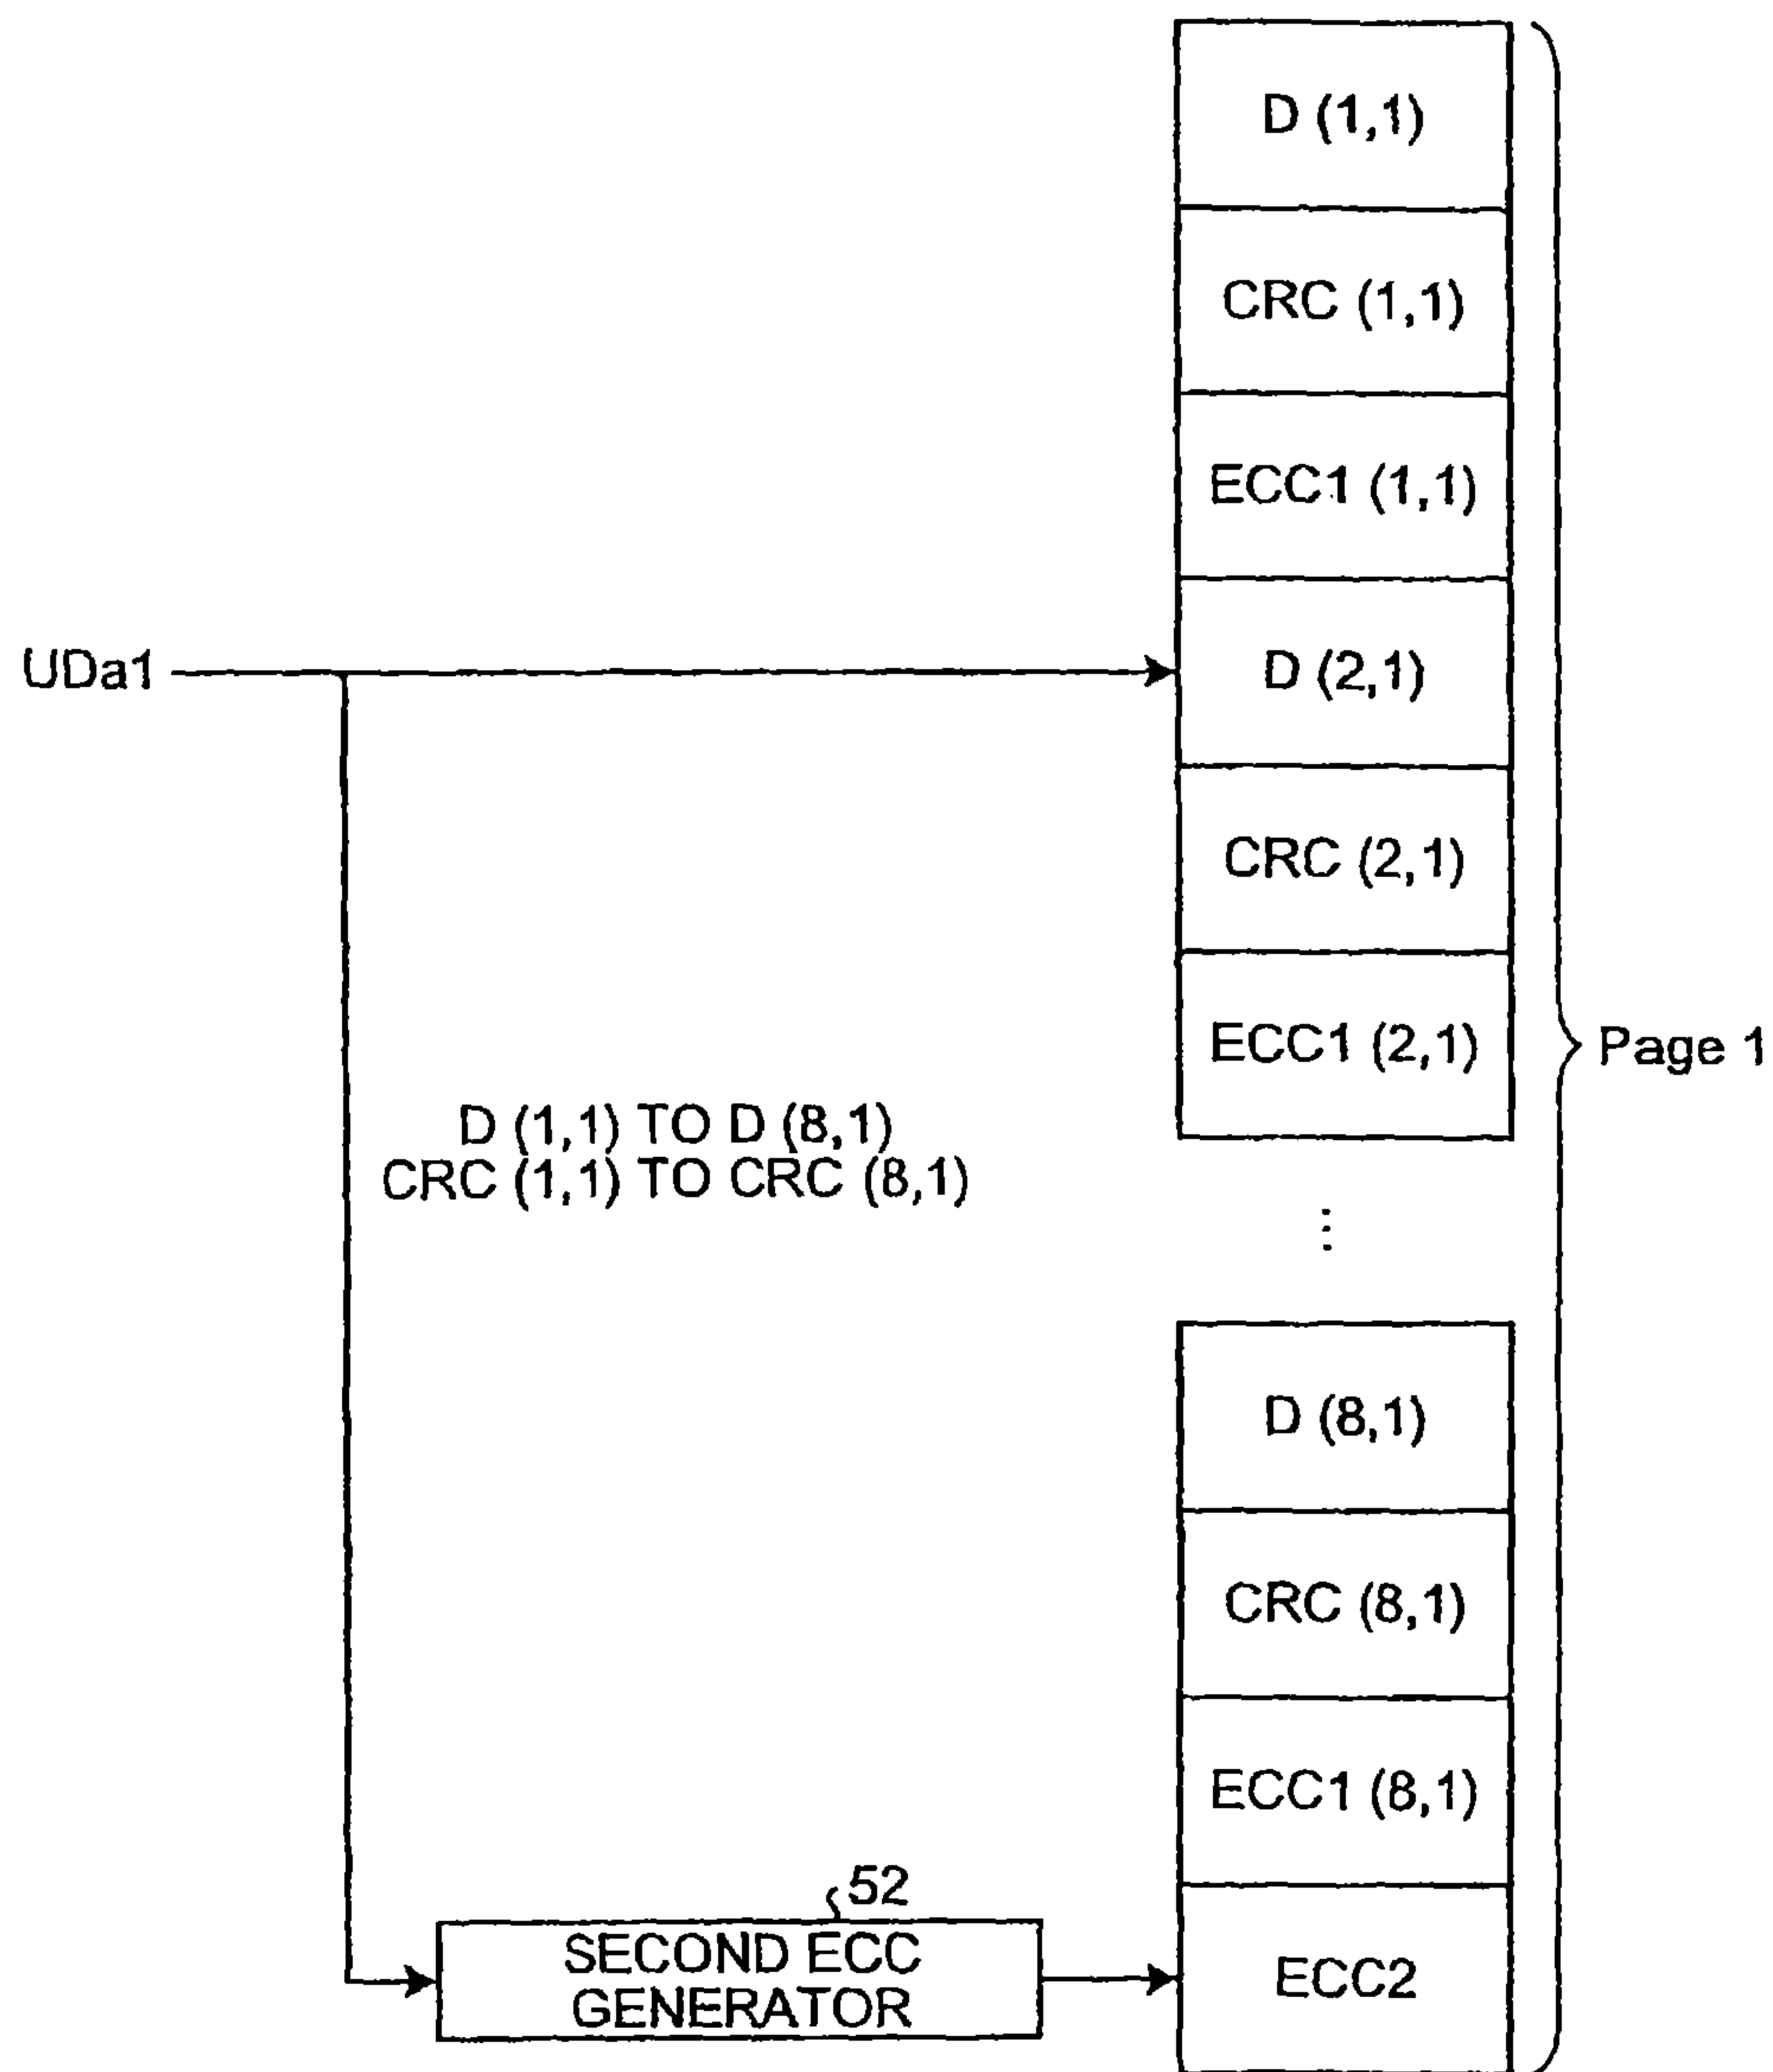 D (1,1)
CRC (1,1)
ECC1 (1,1)
UDa1
D (2,1)
CRC (2,1)
ECC1 (2,1)
Page 1
D (1,1) TO D (8,1)
CRC (1,1) TO CRC (8,1)
⋮
D (8,1)
CRC (8,1)
ECC1 (8,1)
52
SECOND ECC
GENERATOR
ECC2